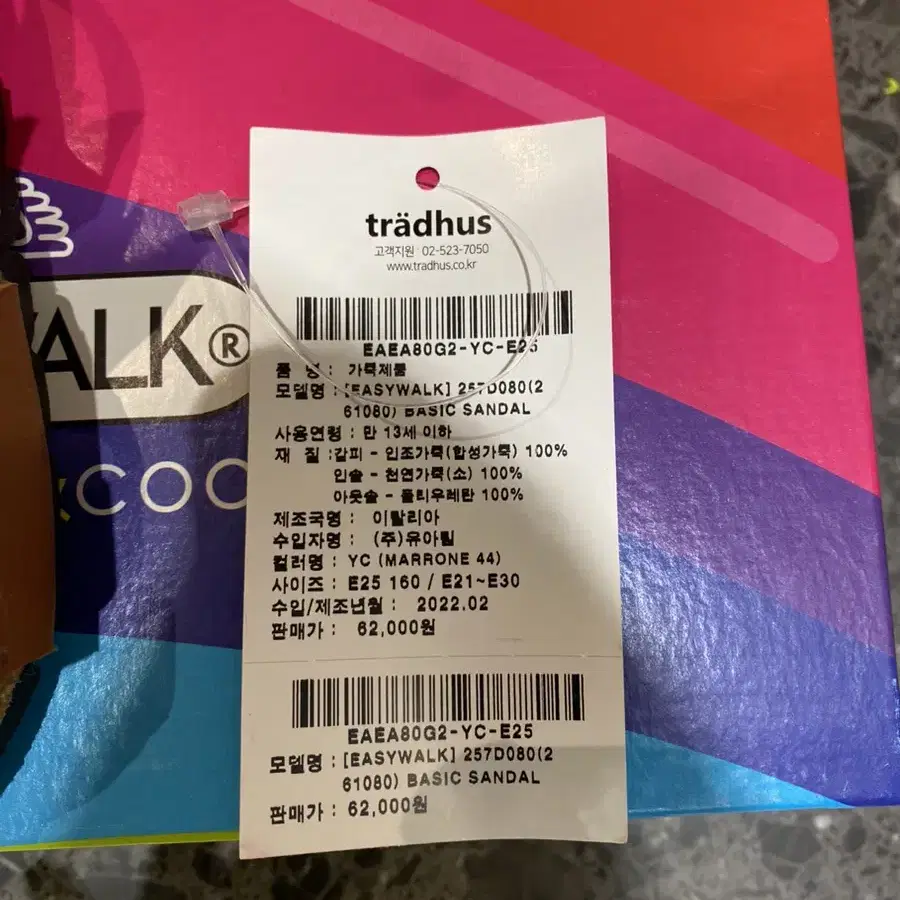 trädhus
고객지원 02-523-7050
www.tradhus.co.kr
EAEA80G2-YC-E25
품 명 : 가죽제품
모델명 : [EASYWALK] 257D080(2
61080) BASIC SANDAL
사용연령 : 만 13세 이하
재 질 :갑피 - 인조가죽(합성가죽) 100%
인솔 - 천연가죽(소) 100%
아웃솔 - 폴리우레탄 100%
제조국명 : 이탈리아
수입자명 : (주)유아림
컬러명 : YC (MARRONE 44)
사이즈 : E25 160 / E21~E30
수입/제조년월 : 2022.02
판매가 : 62,000원
EAEA80G2-YC-E25
모델명 : [EASYWALK] 257D080(2
61080) BASIC SANDAL
판매가 : 62,000원
WALK®
COO